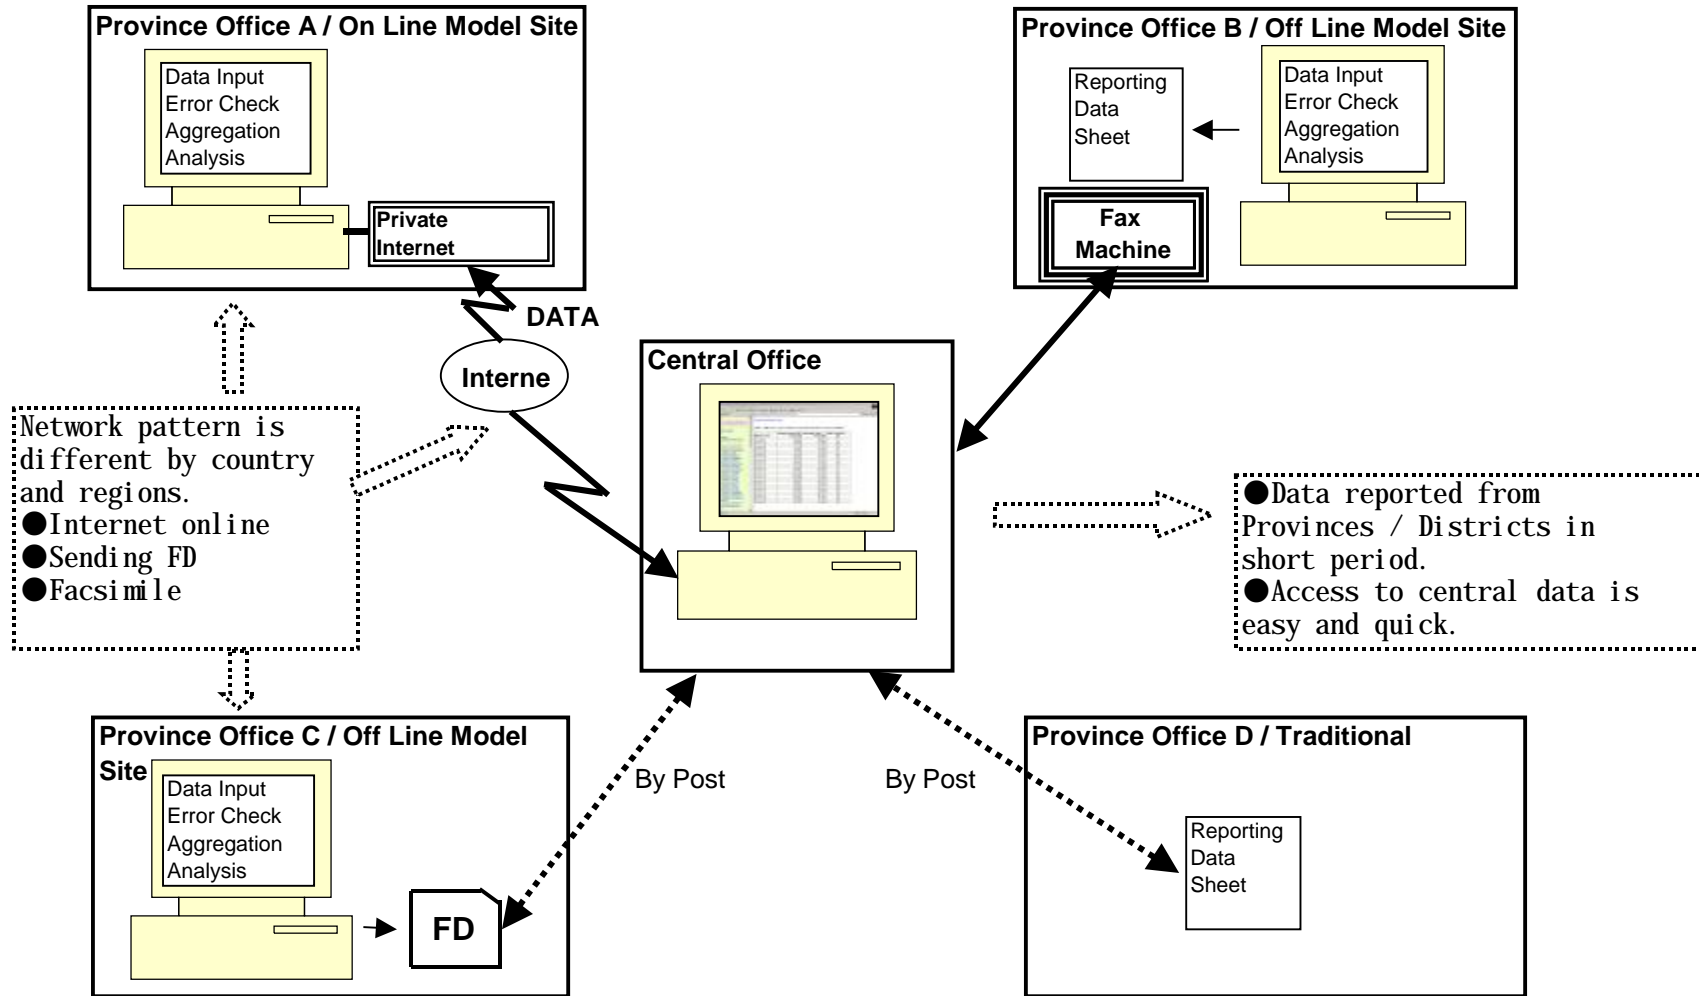 Province Office A / On Line Model Site
Data Input
Error Check
Aggregation
Analysis
Private
Internet
Province Office B / Off Line Model Site
Reporting
Data
Sheet
Data Input
Error Check
Aggregation
Analysis
Fax
Machine
DATA
Interne
Central Office
Network pattern is
different by country
and regions.
●Internet online
●Sending FD
●Facsimile
●Data reported from
Provinces / Districts in
short period.
●Access to central data is
easy and quick.
Province Office C / Off Line Model
Site
Data Input
Error Check
Aggregation
Analysis
FD
By Post
By Post
Province Office D / Traditional
Reporting
Data
Sheet